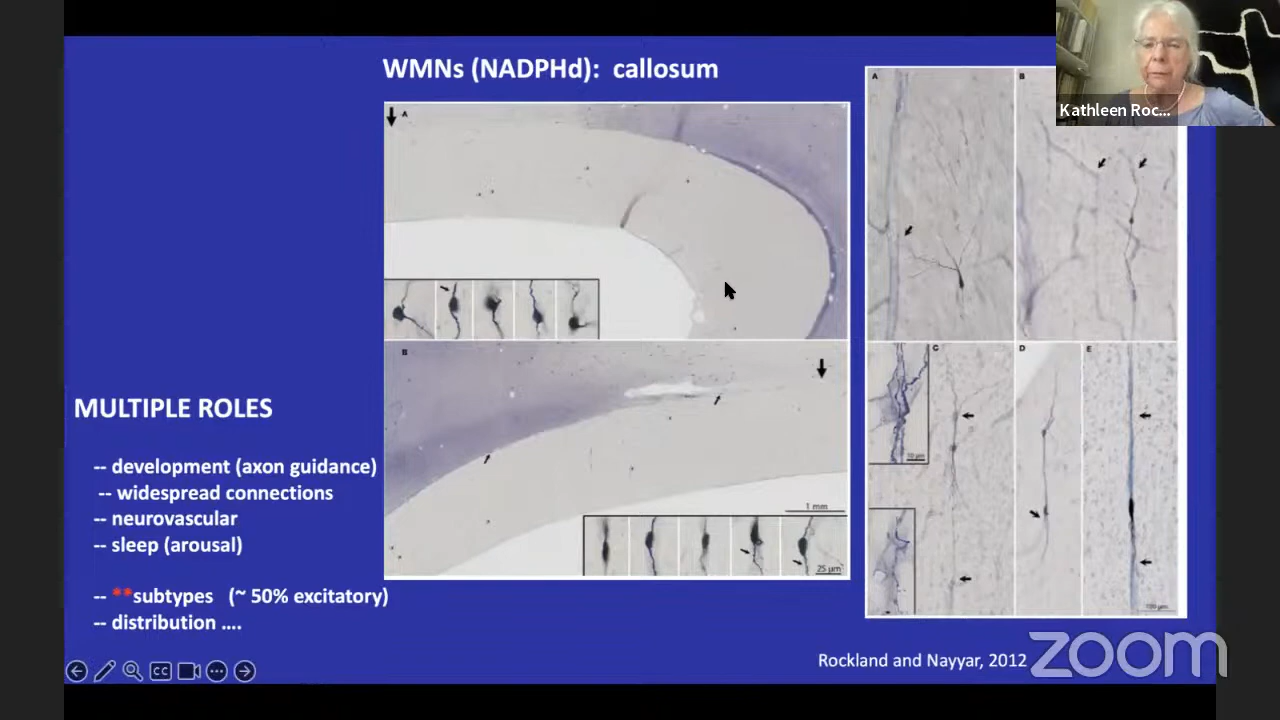 WMNs (NADPHd):  callosum
Kathleen Roc...
A
B
A
B
1 mm
25 µm
C
D
E
MULTIPLE ROLES
-- development (axon guidance)
-- widespread connections
-- neurovascular
-- sleep (arousal)
-- **subtypes   (~ 50% excitatory)
-- distribution ....
CC
Rockland and Nayyar, 2012
zoom